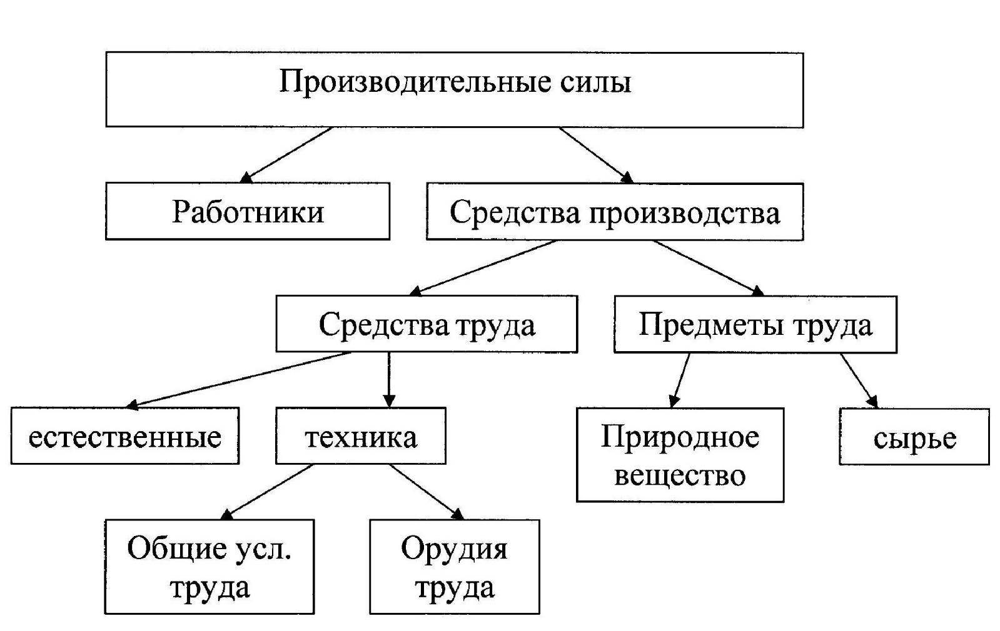 Производительные силы
Работники
Средства производства
Средства труда
Предметы труда
естественные
техника
Природное
вещество
сырье
Общие усл.
труда
Орудия
труда